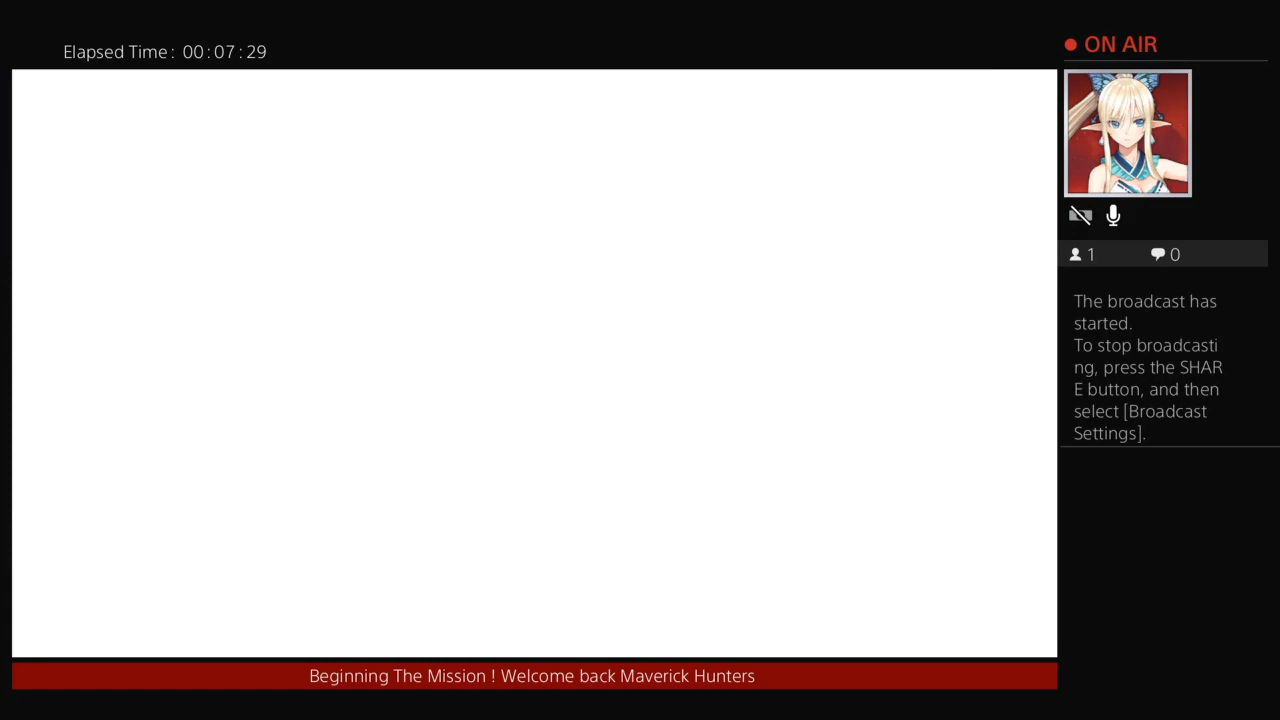 Elapsed Time: 00:07:29
ON AIR
1 0
The broadcast has
started.
To stop broadcasti
ng, press the SHAR
E button, and then
select [Broadcast
Settings].
Beginning The Mission ! Welcome back Maverick Hunters